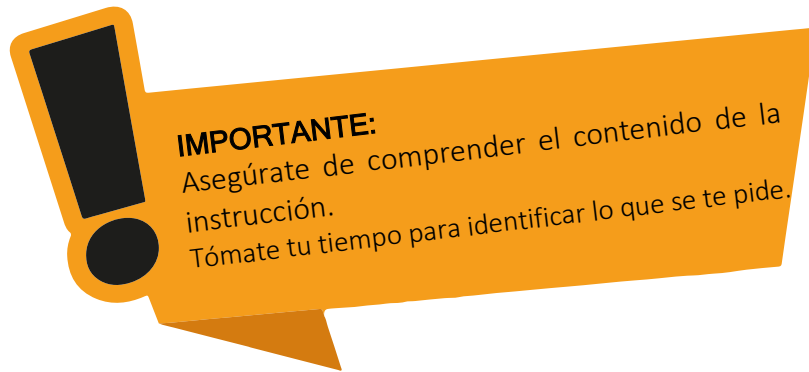 IMPORTANTE:
Asegúrate de comprender el contenido de la
instrucción.
Tómate tu tiempo para identificar lo que se te pide.